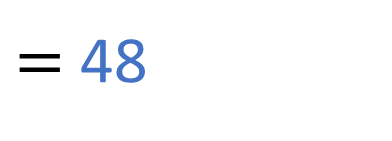 = 48